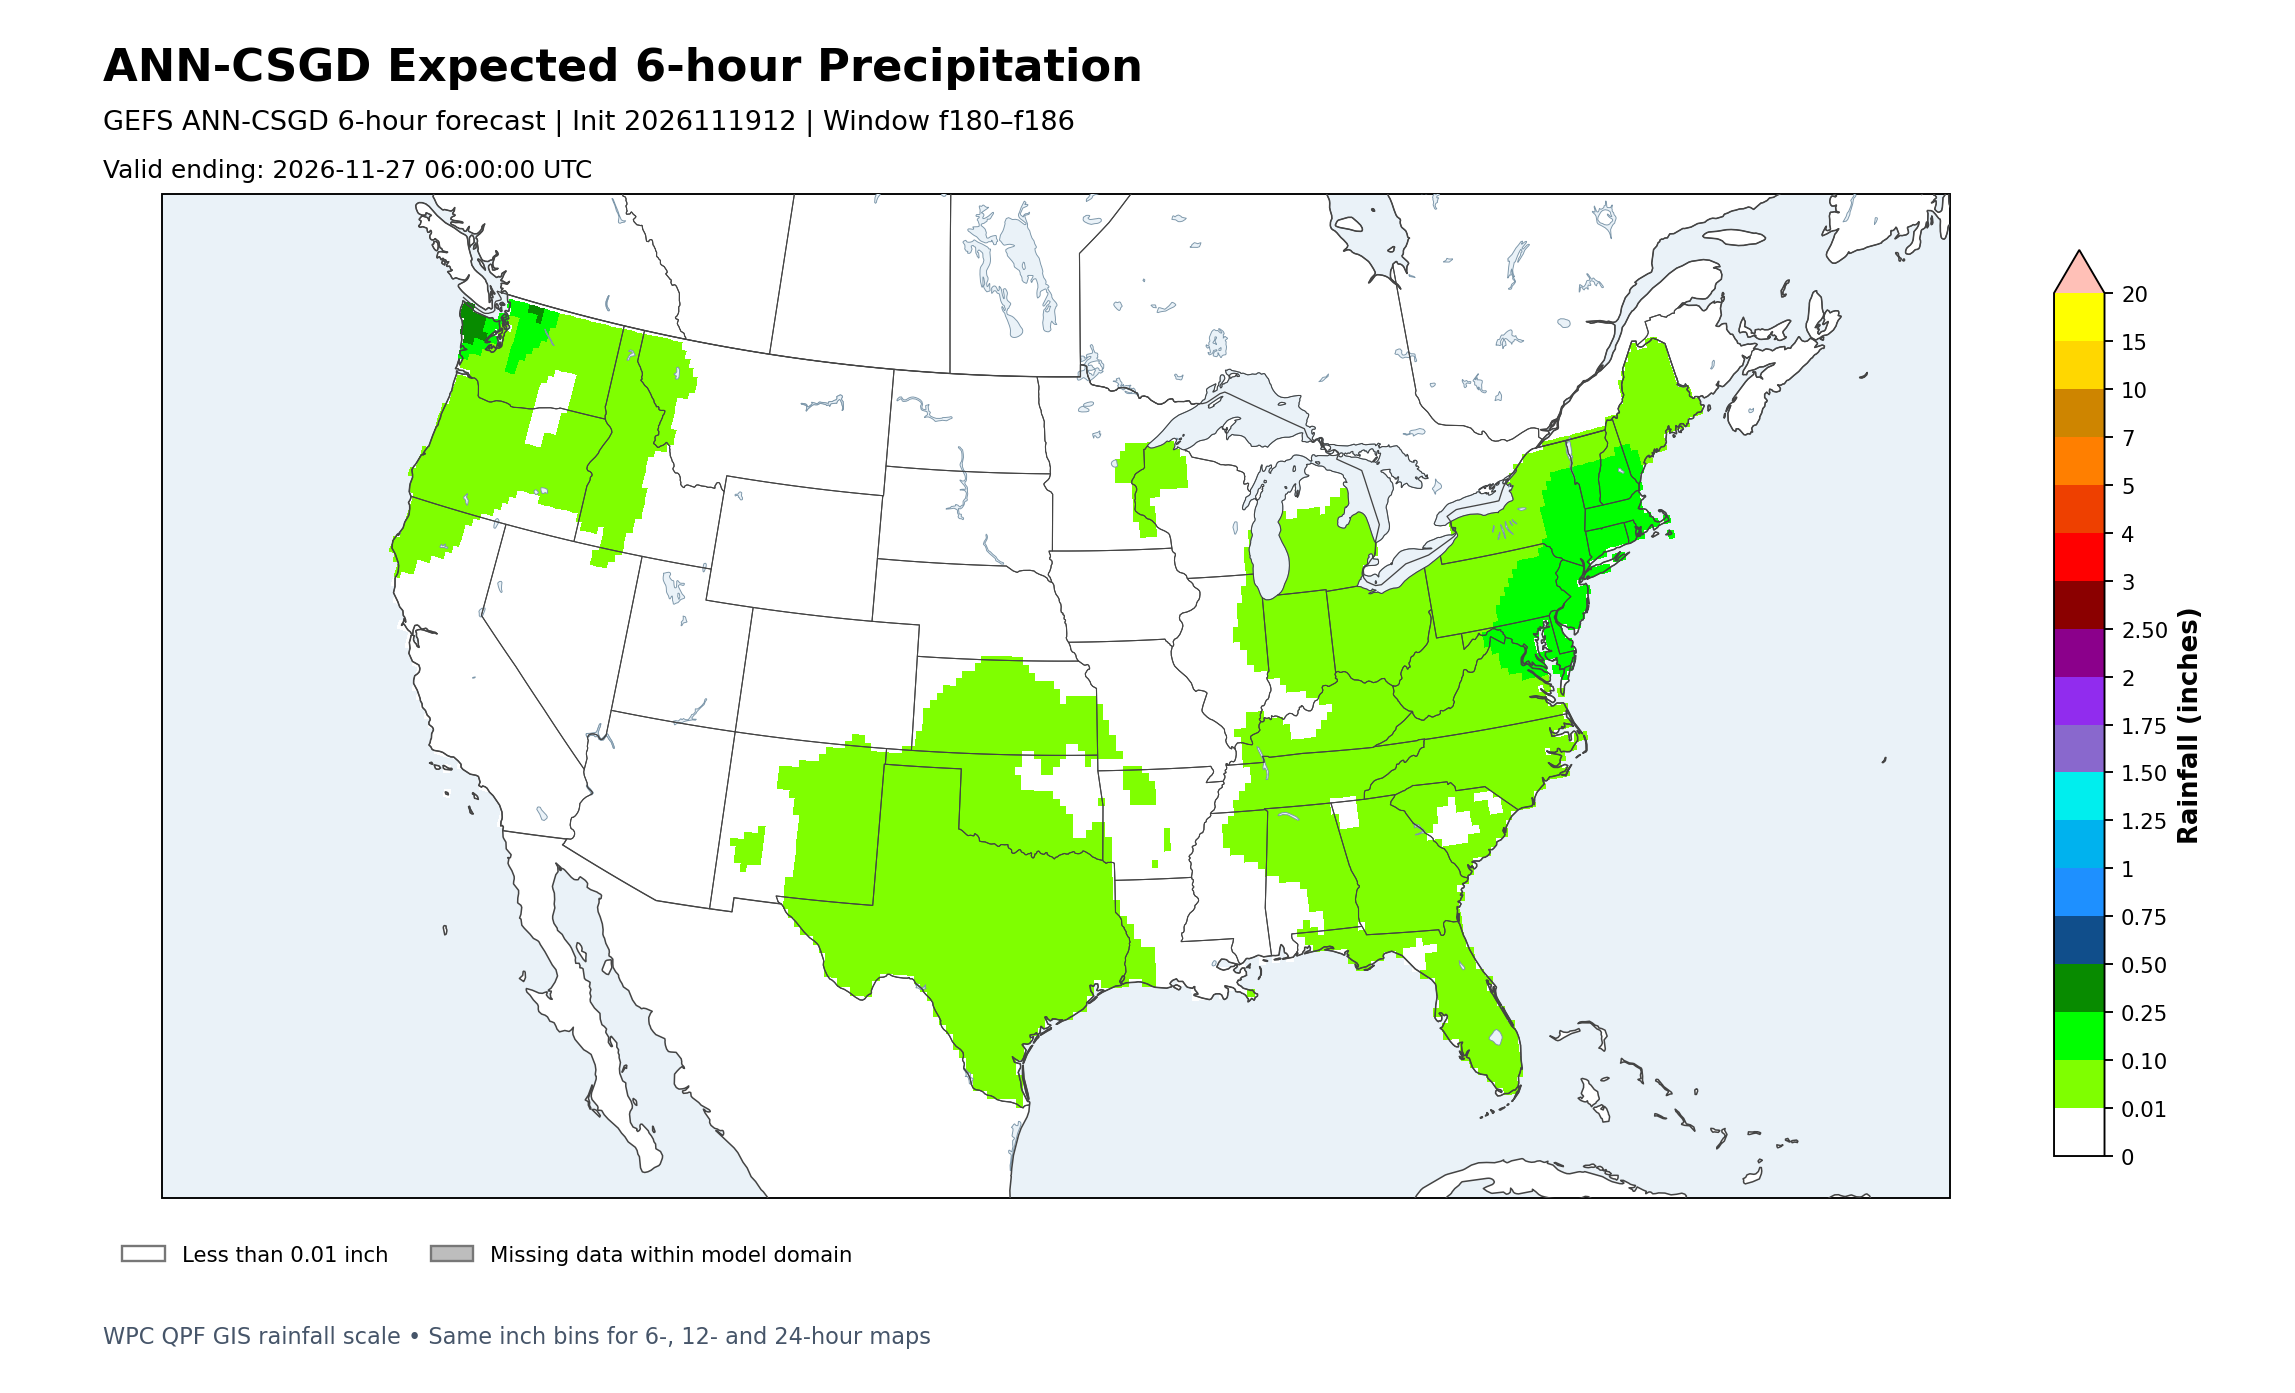 ANN-CSGD Expected 6-hour Precipitation
GEFS ANN-CSGD 6-hour forecast | Init 2026111912 | Window f180–f186
Valid ending: 2026-11-27 06:00:00 UTC
20
15
10
7
5
4
3
2.50
2
1.75
1.50
1.25
1
0.75
0.50
0.25
0.10
0.01
0
Rainfall (inches)
Less than 0.01 inch
Missing data within model domain
WPC QPF GIS rainfall scale • Same inch bins for 6-, 12- and 24-hour maps